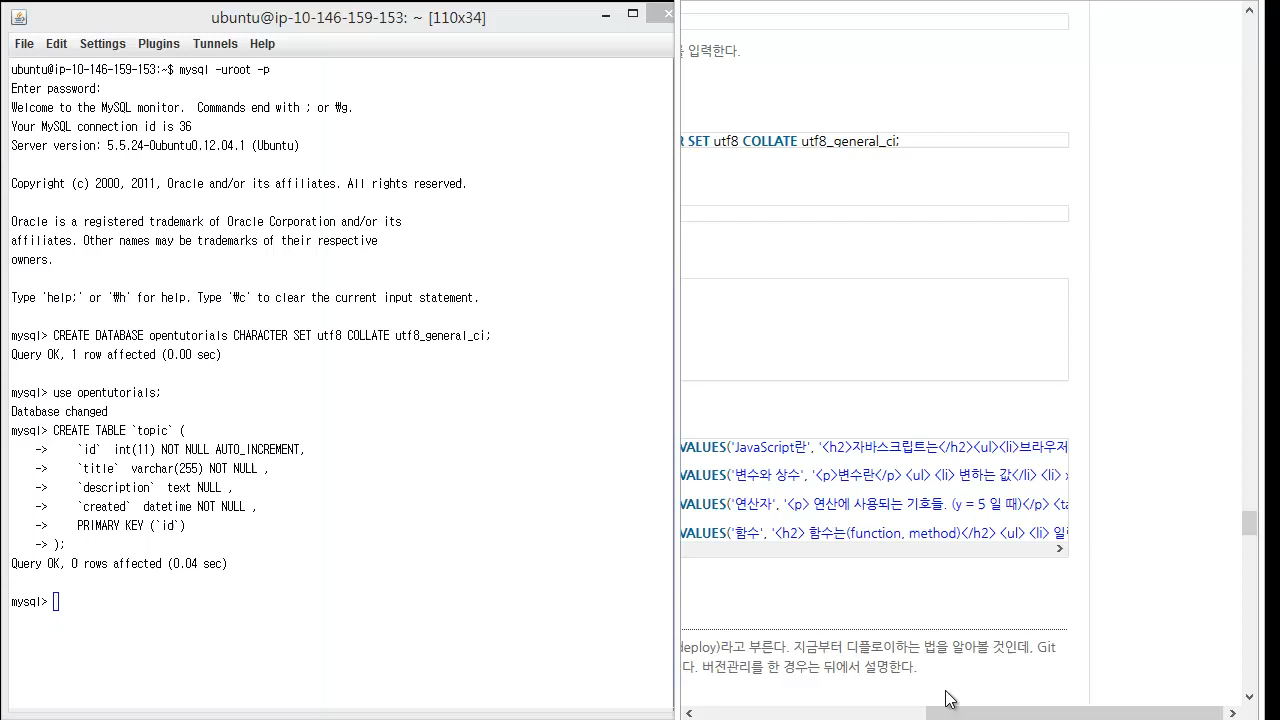 ubuntu@ip-10-146-159-153: ~ [110x34]
File Edit Settings Plugins Tunnels Help
ubuntu@ip-10-146-159-153:~$ mysql -uroot -p
Enter password:
Welcome to the MySQL monitor.  Commands end with ; or ₩g.
Your MySQL connection id is 36
Server version: 5.5.24-0ubuntu0.12.04.1 (Ubuntu)
Copyright (c) 2000, 2011, Oracle and/or its affiliates. All rights reserved.
Oracle is a registered trademark of Oracle Corporation and/or its
affiliates. Other names may be trademarks of their respective
owners.
Type 'help;' or '₩h' for help. Type '₩c' to clear the current input statement.
mysql> CREATE DATABASE opentutorials CHARACTER SET utf8 COLLATE utf8_general_ci;
Query OK, 1 row affected (0.00 sec)
mysql> use opentutorials;
Database changed
mysql> CREATE TABLE `topic` (
    ->     `id`  int(11) NOT NULL AUTO_INCREMENT,
    ->     `title`  varchar(255) NOT NULL ,
    ->     `description`  text NULL ,
    ->     `created`  datetime NOT NULL ,
    ->     PRIMARY KEY (`id`)
    -> );
Query OK, 0 rows affected (0.04 sec)
mysql>
를 입력한다.
R SET utf8 COLLATE utf8_general_ci;
VALUES('JavaScript란', '<h2>자바스크립트는</h2><ul><li>브라우저
VALUES('변수와 상수', '<p>변수란</p> <ul> <li> 변하는 값</li> <li> x
VALUES('연산자', '<p> 연산에 사용되는 기호들. (y = 5 일 때)</p> <ta
VALUES('함수', '<h2> 함수는(function, method)</h2> <ul> <li> 일
deploy)라고 부른다. 지금부터 디플로이하는 법을 알아볼 것인데, Git
다. 버전관리를 한 경우는 뒤에서 설명한다.